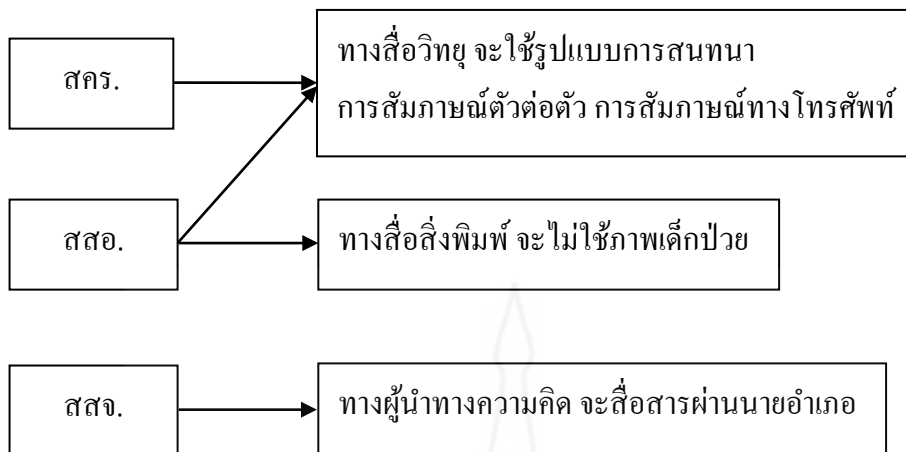 สคร.
ทางสื่อวิทยุ จะใช้รูปแบบการสนทนา
การสัมภาษณ์ตัวต่อตัว การสัมภาษณ์ทางโทรศัพท์
สสอ.
ทางสื่อสิ่งพิมพ์ จะไม่ใช้ภาพเด็กป่วย
สสจ.
ทางผู้นำทางความคิด จะสื่อสารผ่านนายอำเภอ